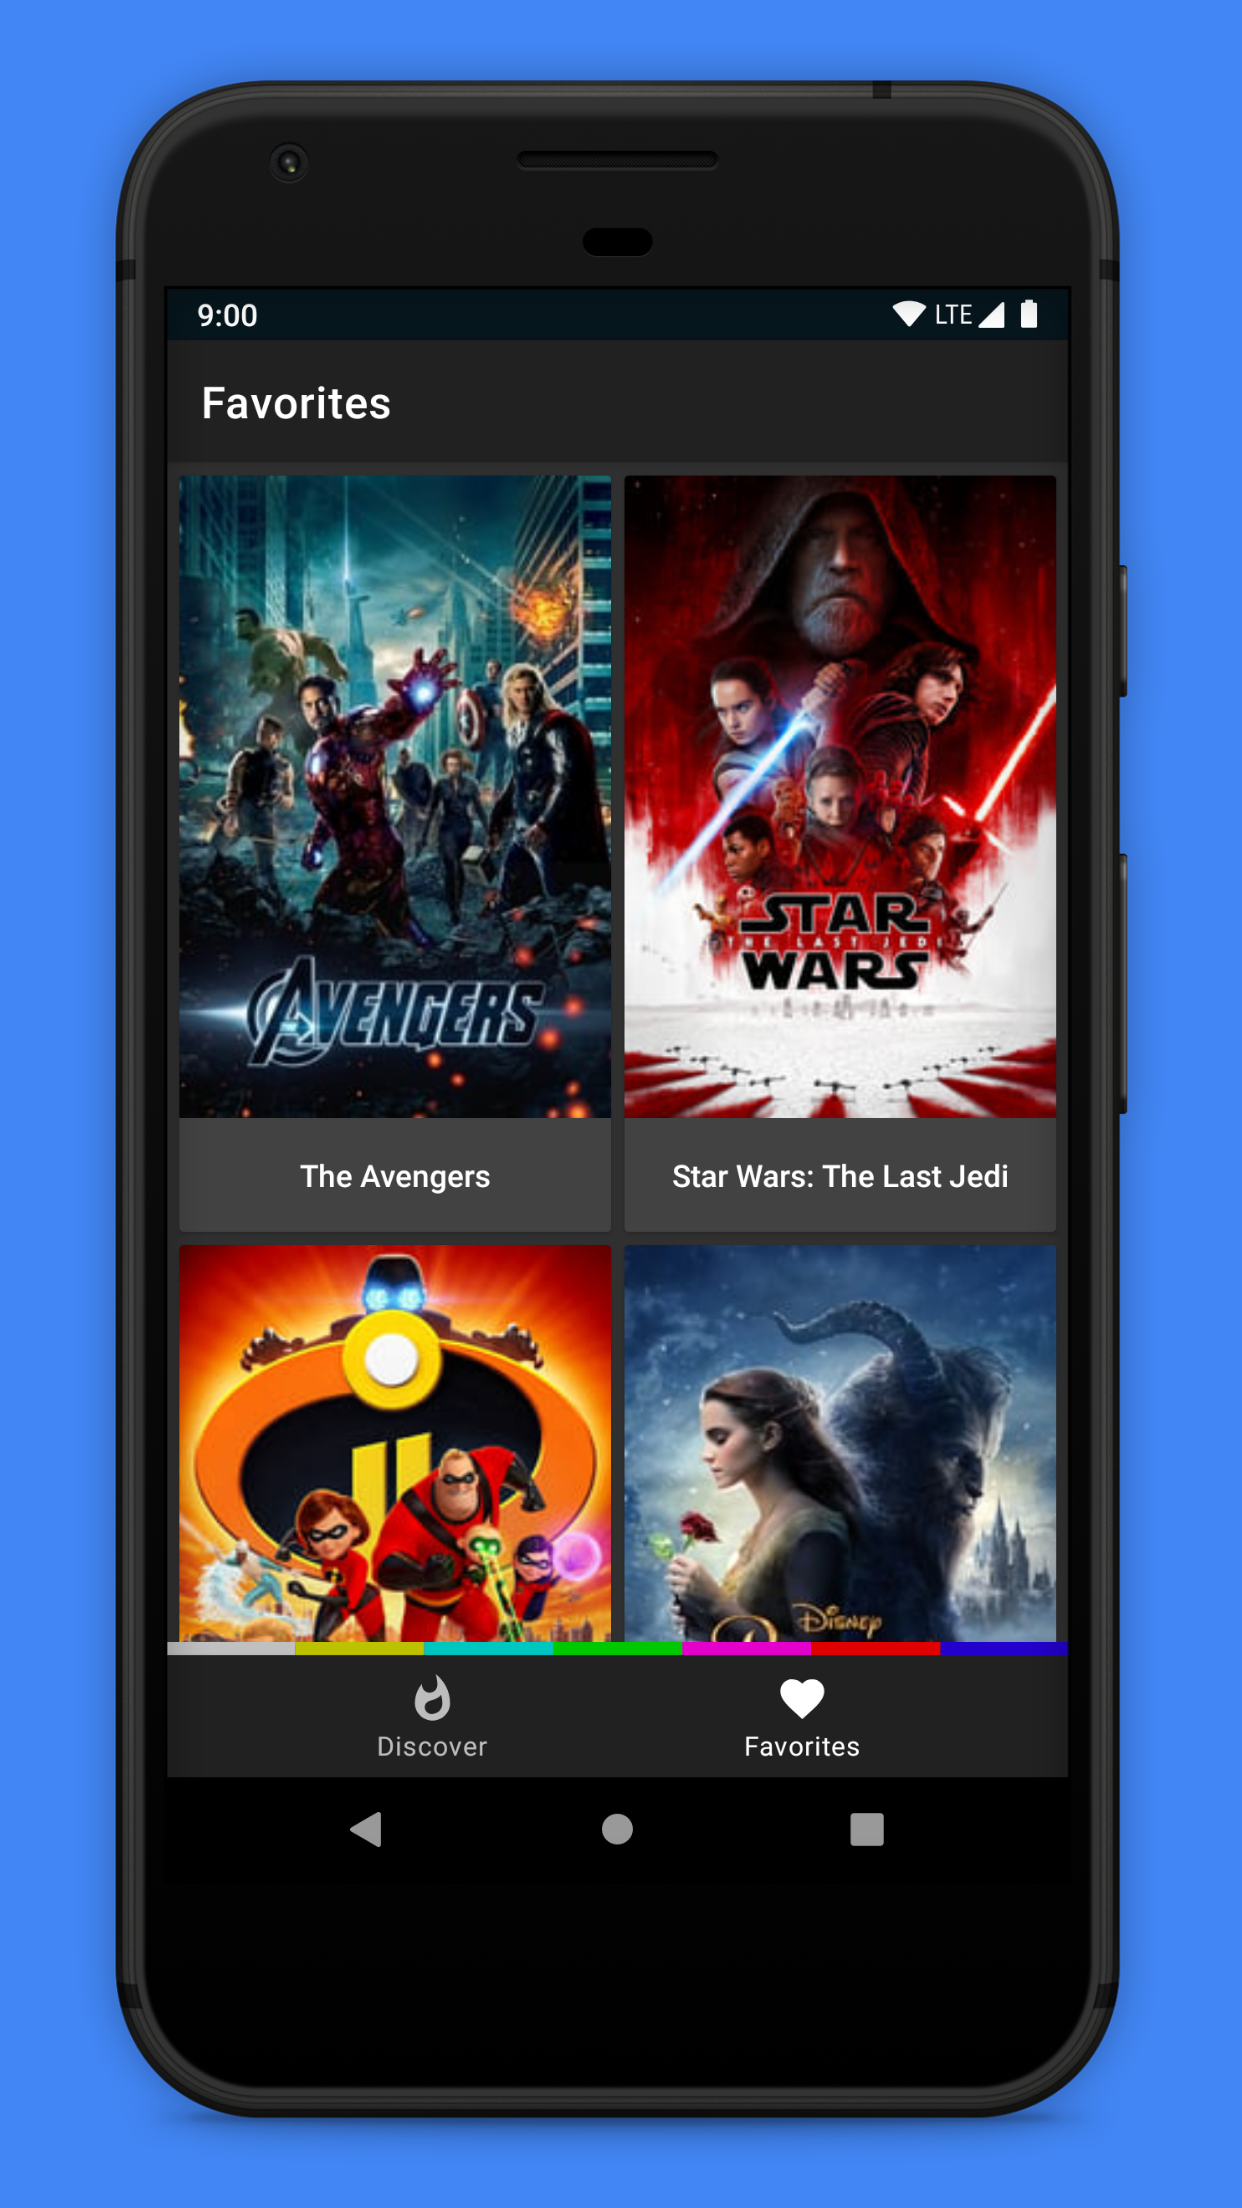 9:00
LTE
Favorites
AVENGERS
STAR
THE LAST JEDI
WARS
The Avengers
Star Wars: The Last Jedi
Disney
Discover
Favorites